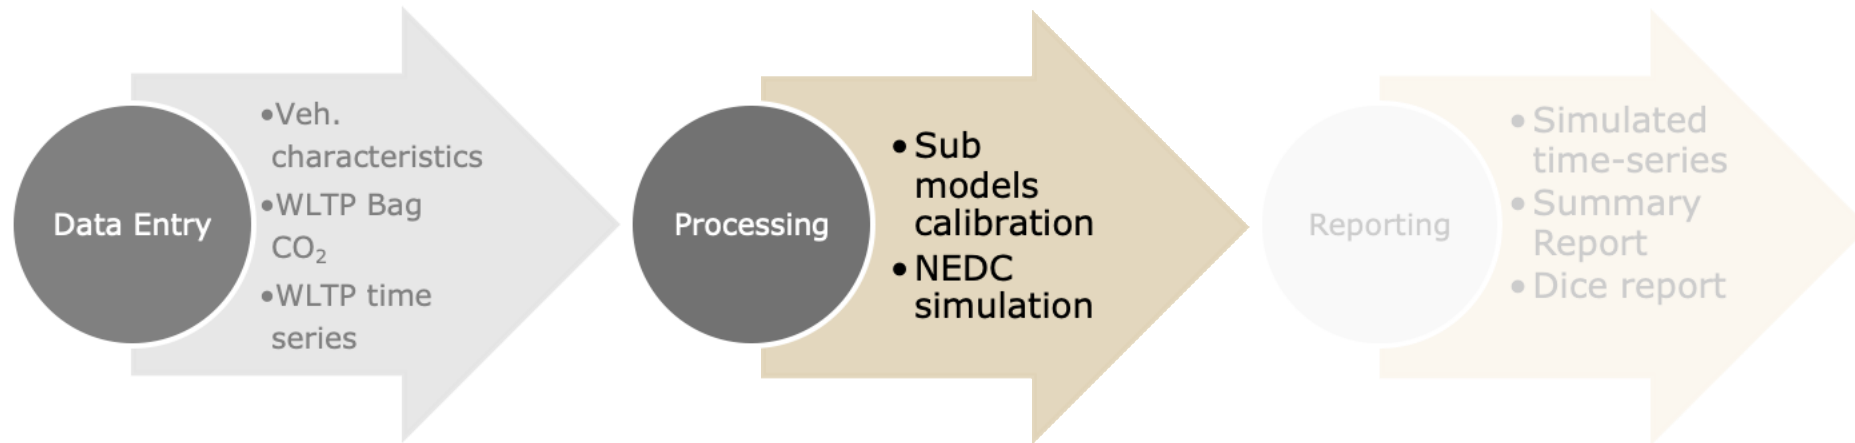 Data Entry
•Veh.
characteristics
•WLTP Bag
CO₂
•WLTP time
series
Processing
• Sub
models
calibration
• NEDC
simulation
Reporting
• Simulated
time-series
• Summary
Report
• Dice report